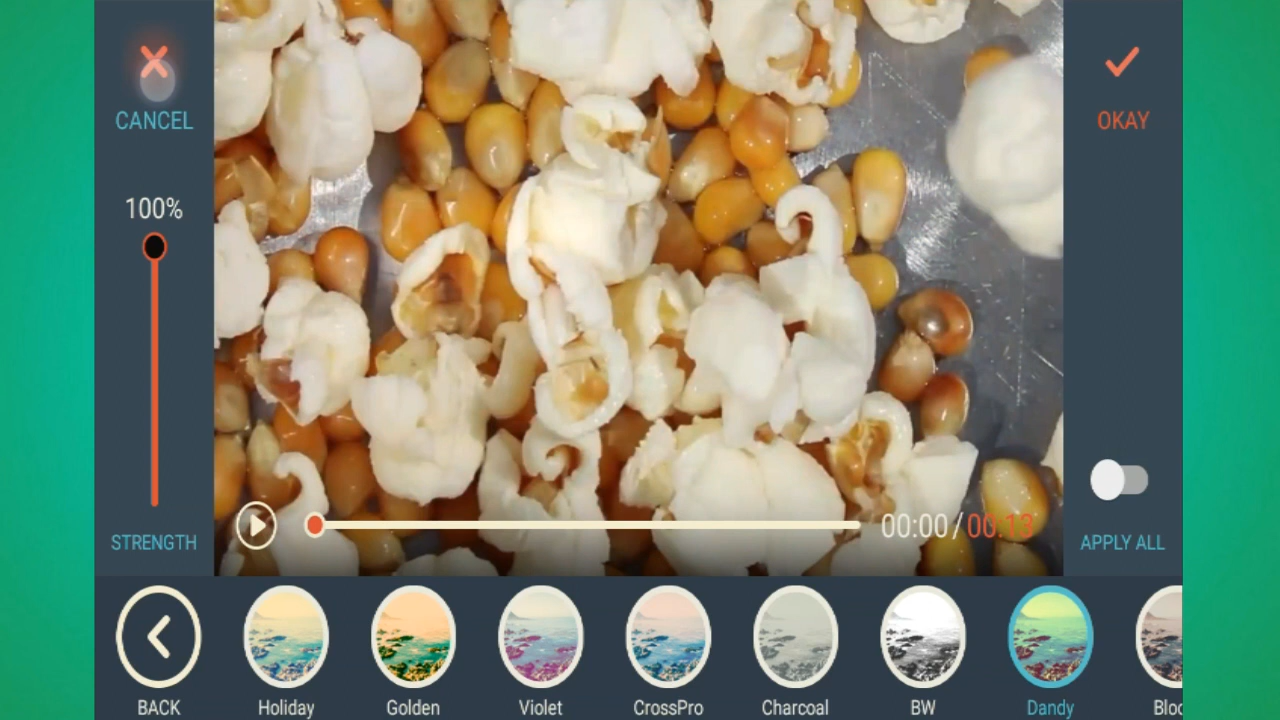 CANCEL
OKAY
100%
00:00/00:13
STRENGTH
APPLY ALL
BACK
Holiday
Golden
Violet
CrossPro
Charcoal
BW
Dandy